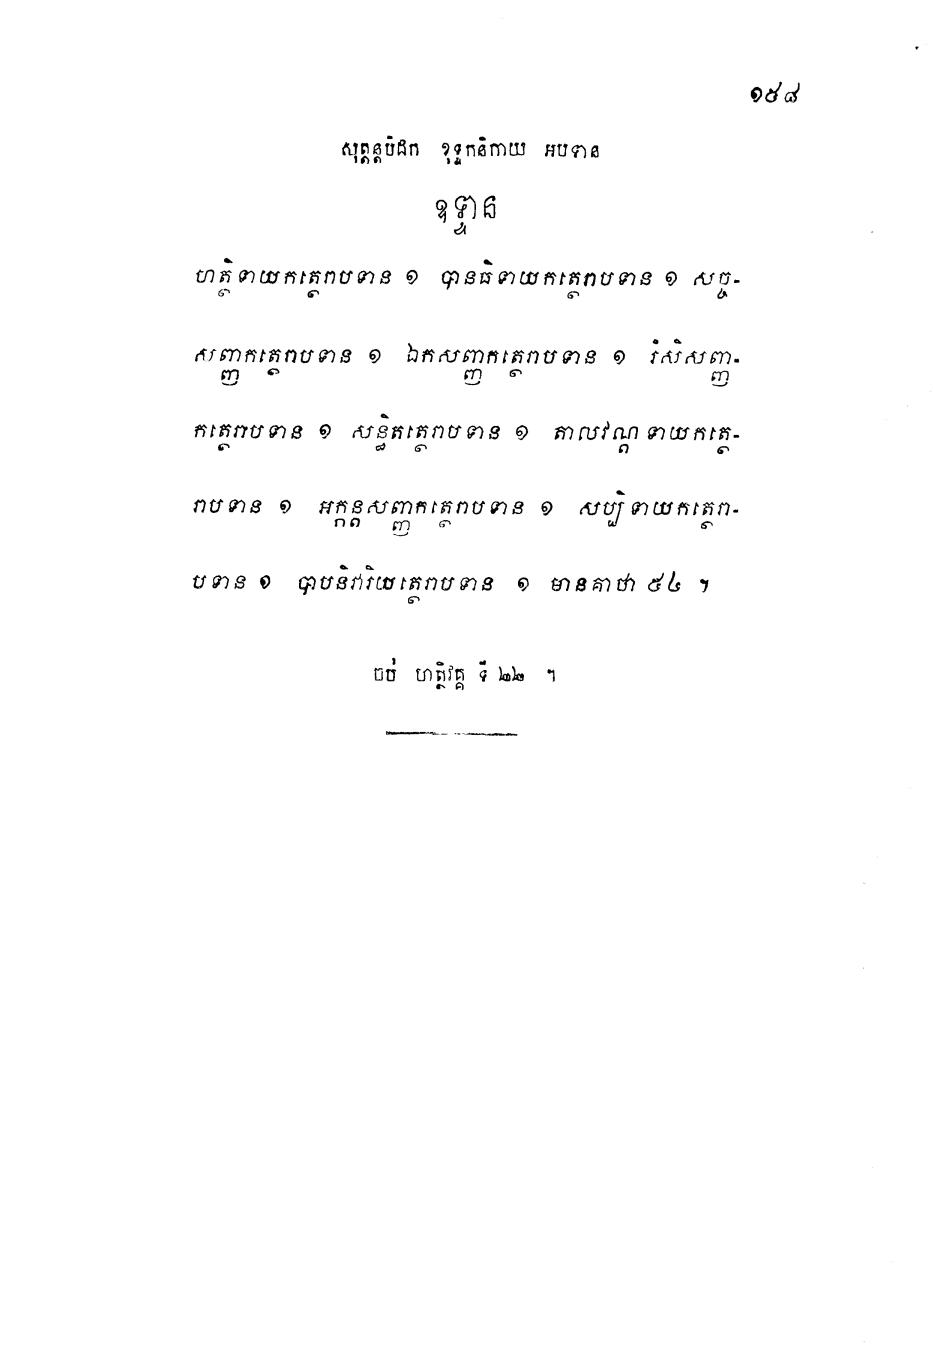 ១៥៨
សុត្តន្តបិដក ខុទ្ទកនិកាយ អបទាន
ឧទ្ទាន
ហត្ថិទាយកត្ថេរាបទាន ១ បានធិទាយកត្ថេរាបទាន ១ សច្ច-
សញ្ញកត្ថេរាបទាន ១ ឯកសញ្ញកត្ថេរាបទាន ១ រំសិសញ្ញ-
កត្ថេរាបទាន ១ សន្ធិតត្ថេរាបទាន ១ តាលវណ្ដទាយកត្ថេ-
រាបទាន ១ អក្កន្តសញ្ញកត្ថេរាបទាន ១ សប្បិទាយកត្ថេរា-
បទាន ១ បាបនិវារិយត្ថេរាបទាន ១ មានគាថា ៥៤ ។
ចប់ ហត្ថិវគ្គ ទី ២២ ។